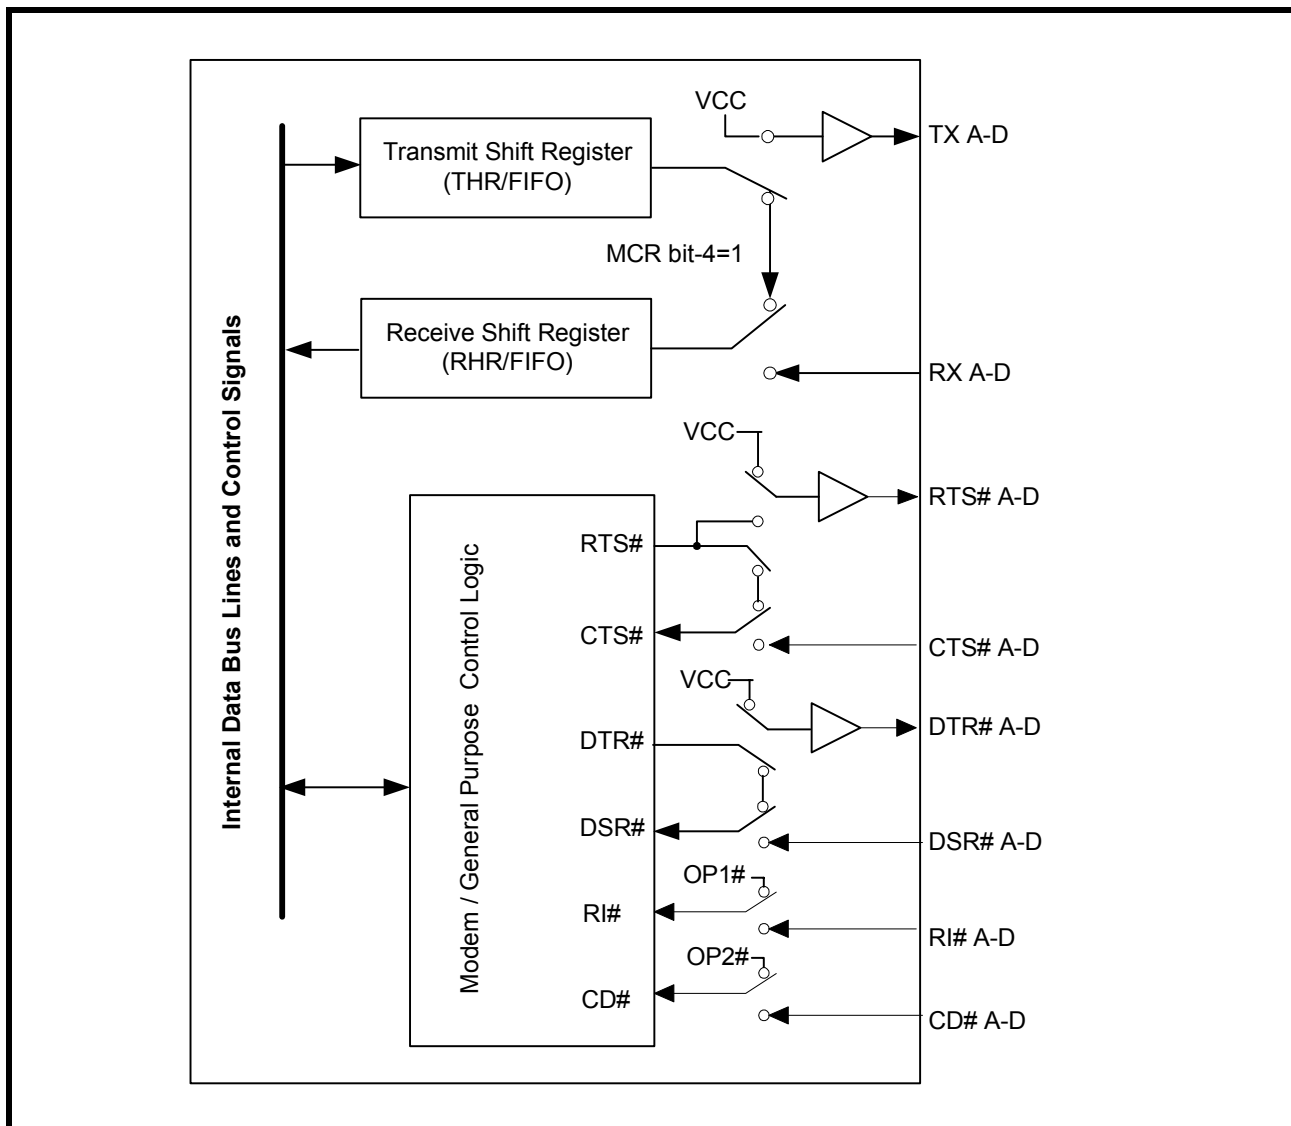 VCC
TX A-D
Transmit Shift Register
(THR/FIFO)
MCR bit-4=1
Receive Shift Register
(RHR/FIFO)
RX A-D
Internal Data Bus Lines and Control Signals
VCC
RTS# A-D
Modem / General Purpose Control Logic
RTS#
CTS#
CTS# A-D
VCC
DTR# A-D
DTR#
DSR#
DSR# A-D
OP1#
RI#
RI# A-D
OP2#
CD#
CD# A-D